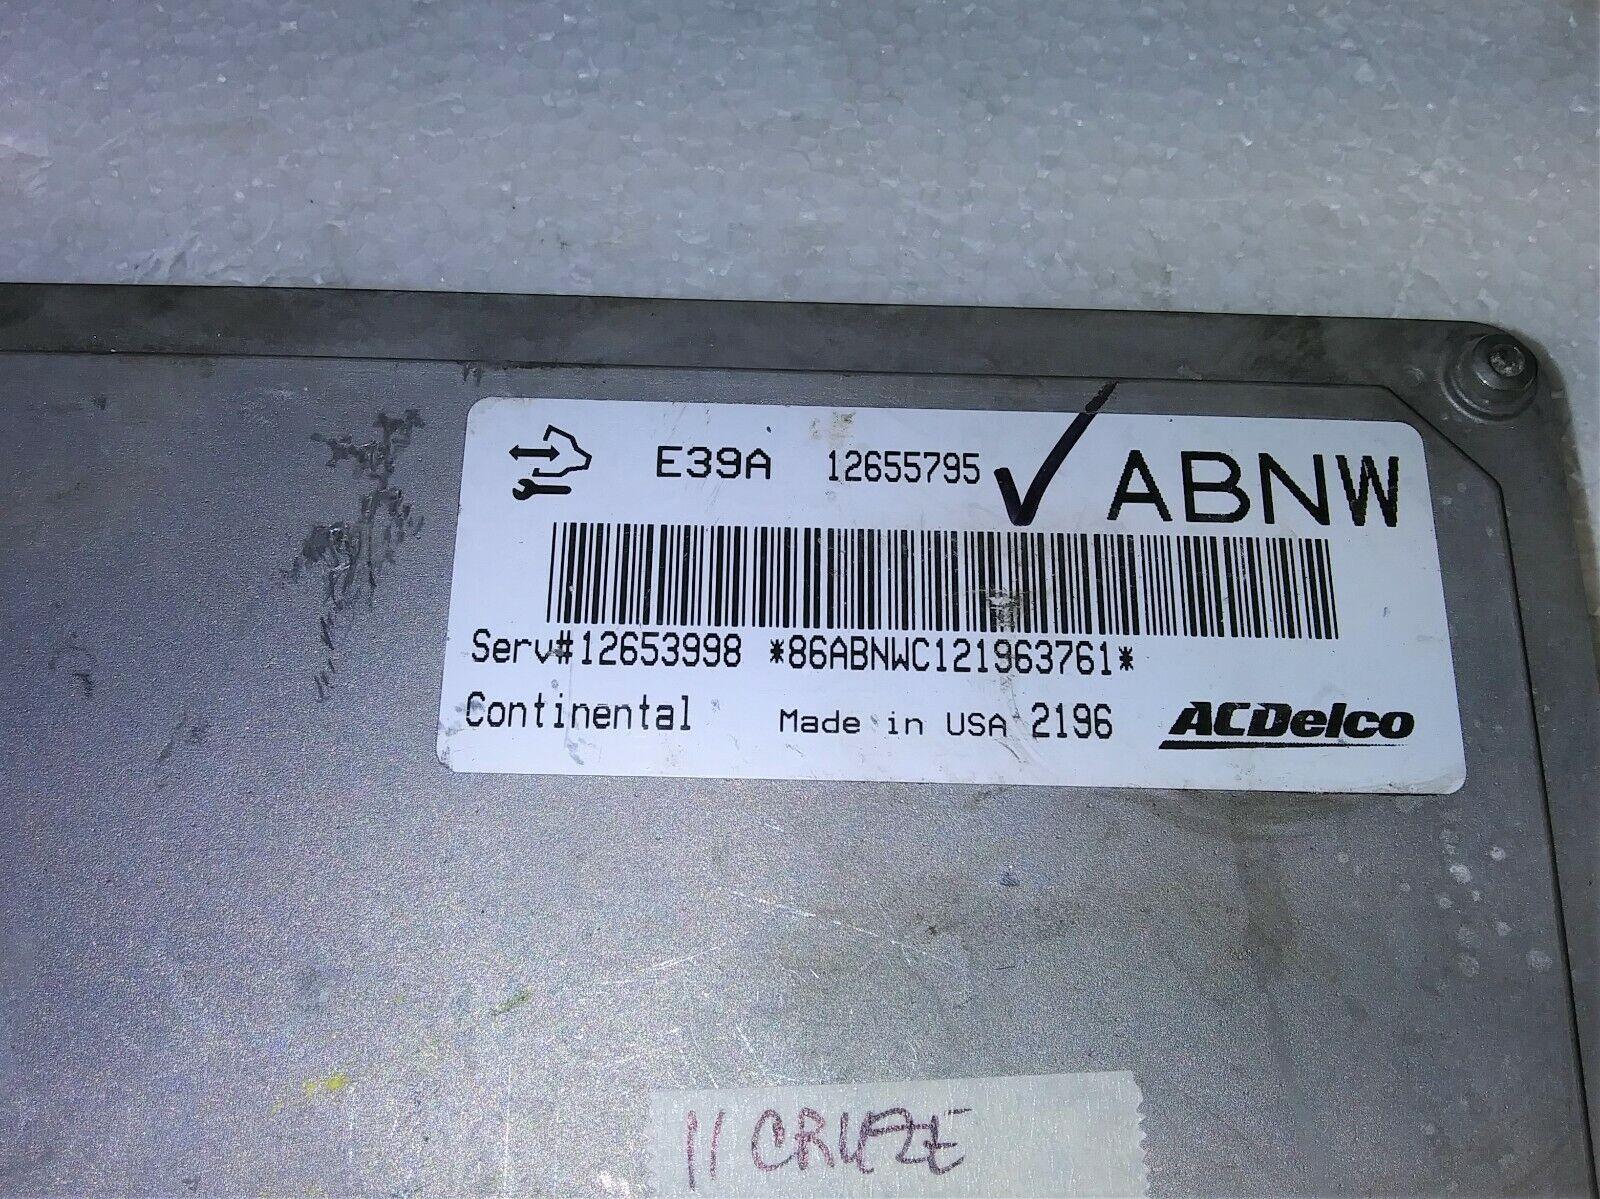 E39A 12655795 ABNW
Serv#12653998 *86ABNWC121963761*
Continental Made in USA 2196 ACDelco
11 CRUZE